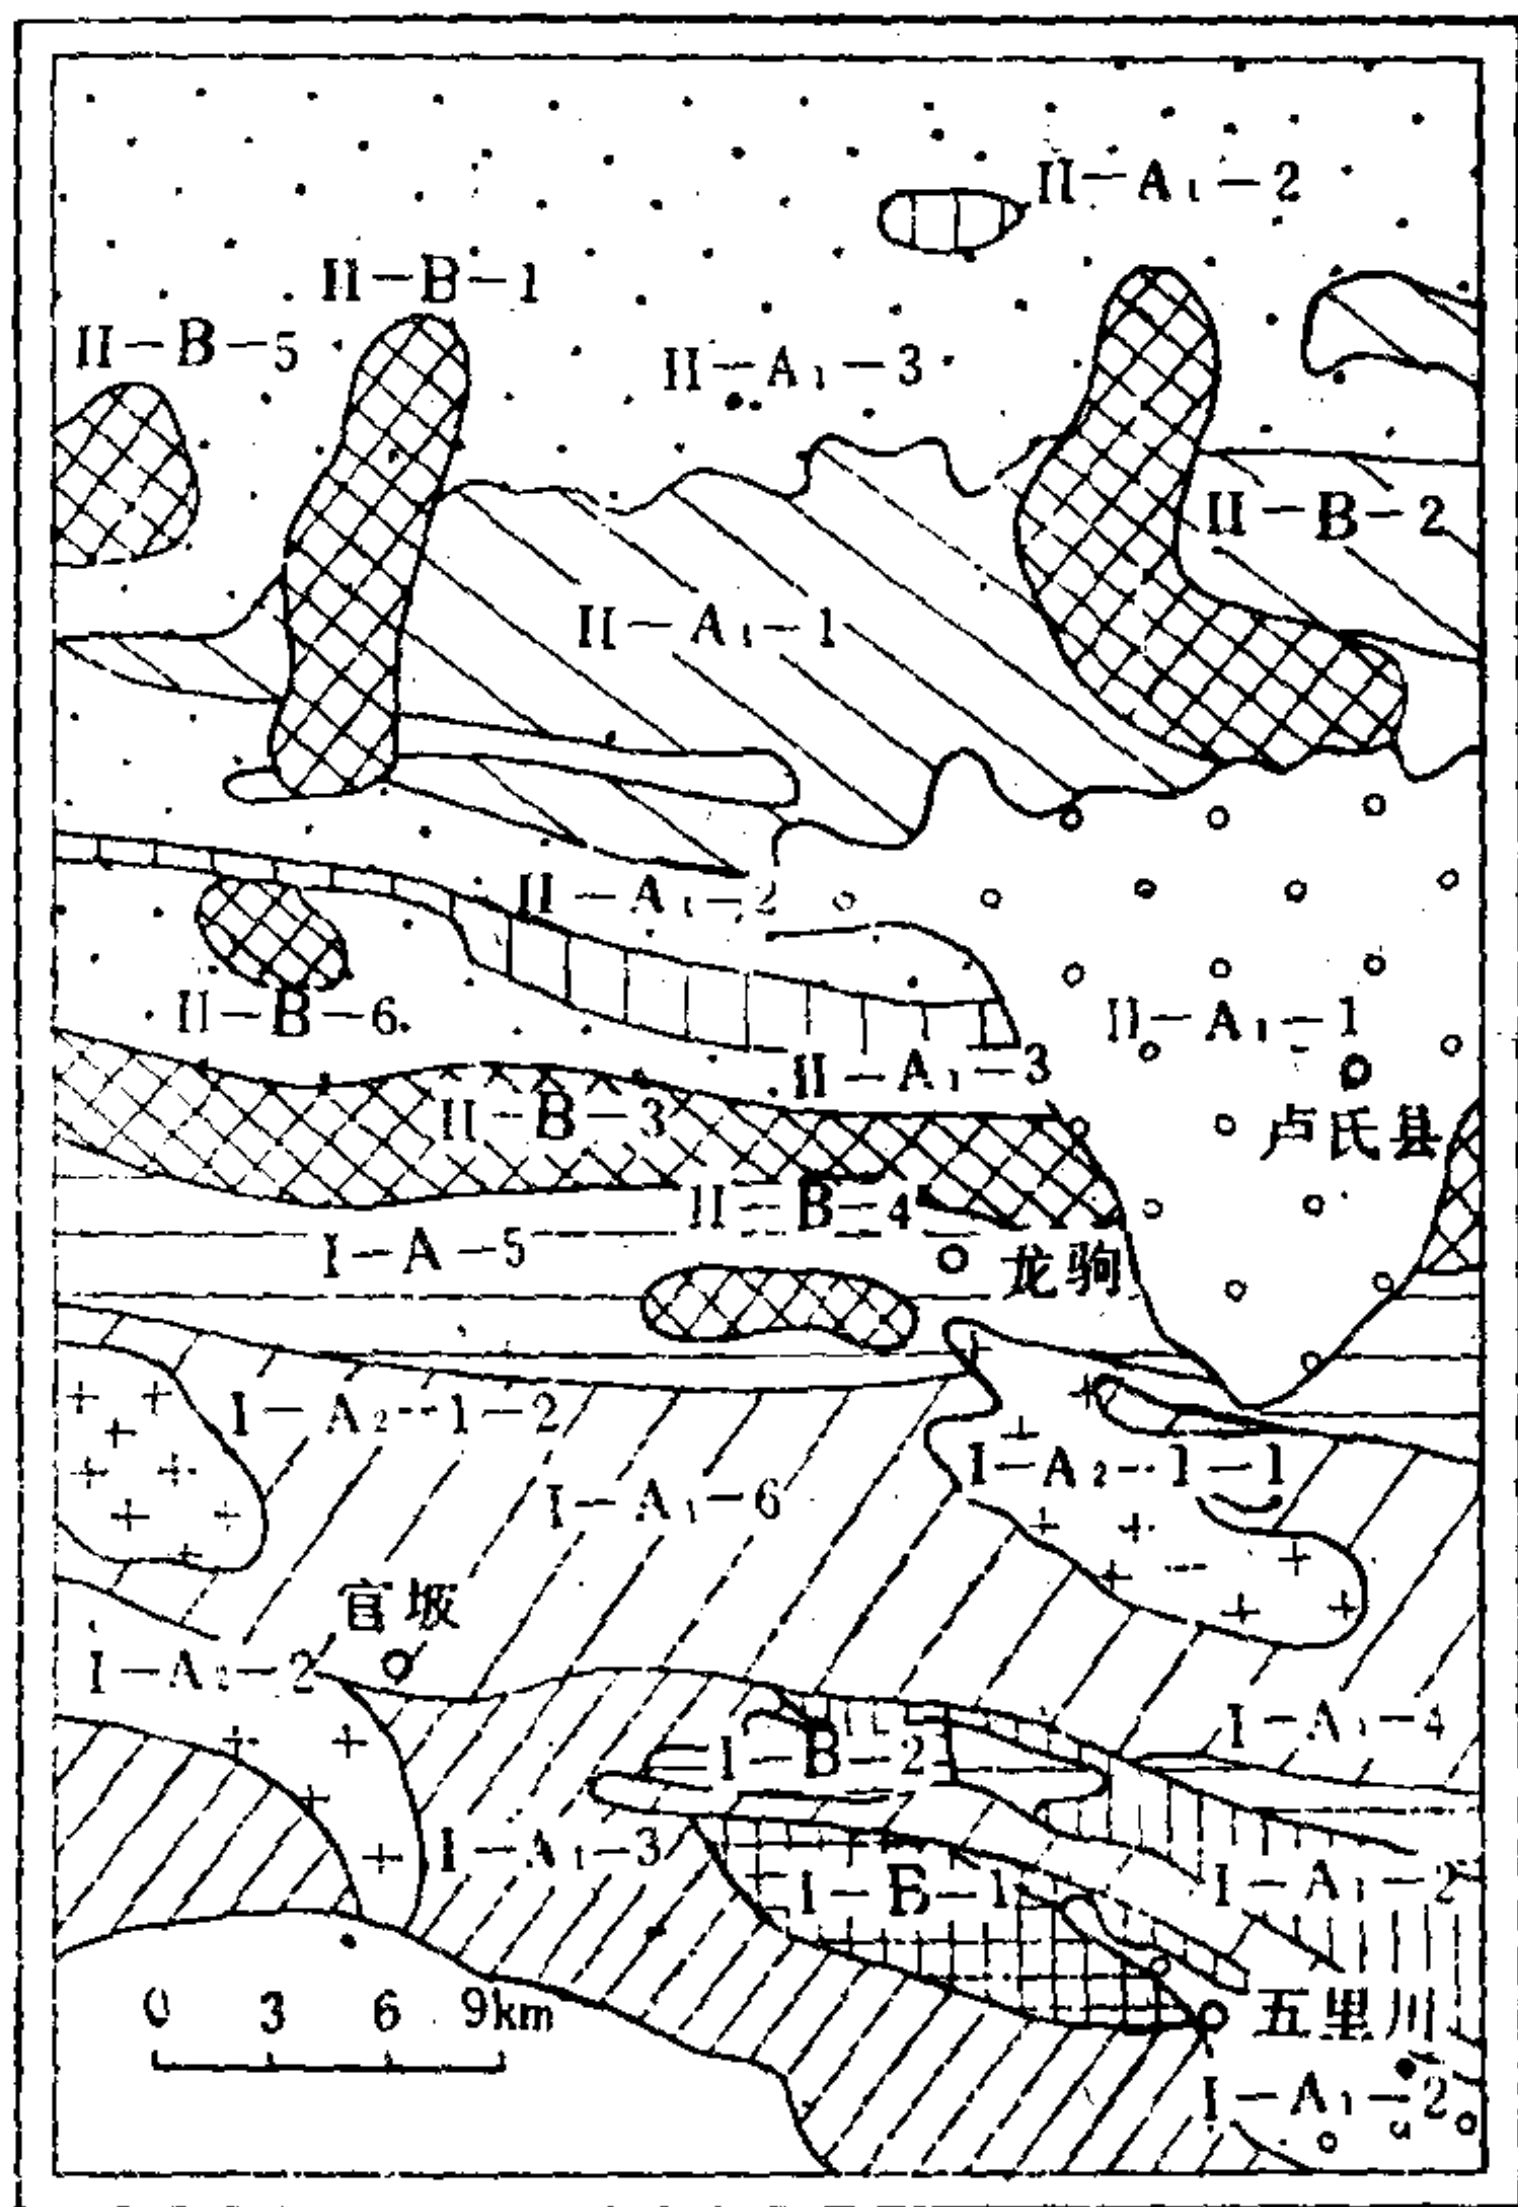 II-A₁-2
II-B-1
II-B-5
II-A₁-3
II-B-2
II-A₁-1
II-A₁-2
II-B-6
II-A₁-1
II-A₁-3
II-B-3
卢氏县
II-B-4
I-A-5
龙驹
I-A₂-1-2
I-A₂-1-1
I-A₁-6
官坡
I-A₂-2
I-A₁-4
I-B-2
I-A₁-3
I-B-1
I-A₁-2
0 3 6 9km
五里川
I-A₁-2